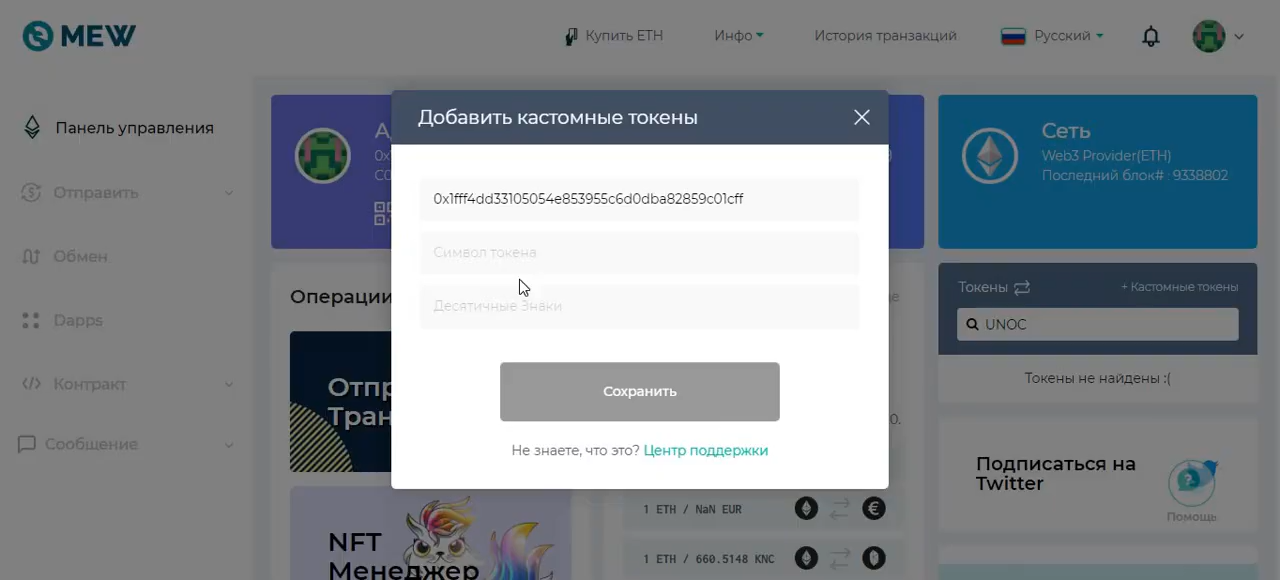 MEW
Купить ETH
Инфо
История транзакций
Русский
Панель управления
Отправить
Обмен
Dapps
Контракт
Сообщение
Добавить кастомные токены
0x1fff4dd33105054e853955c6d0dba82859c01cff
Символ токена
Десятичные Знаки
Сохранить
Не знаете, что это? Центр поддержки
Сеть
Web3 Provider(ETH)
Последний блок# : 9338802
Операции
Токены
+ Кастомные токены
UNOC
Токены не найдены :(
NFT
Менеджер
1 ETH / NaN EUR
1 ETH / 660.5148 KNC
Подписаться на
Twitter
Помощь